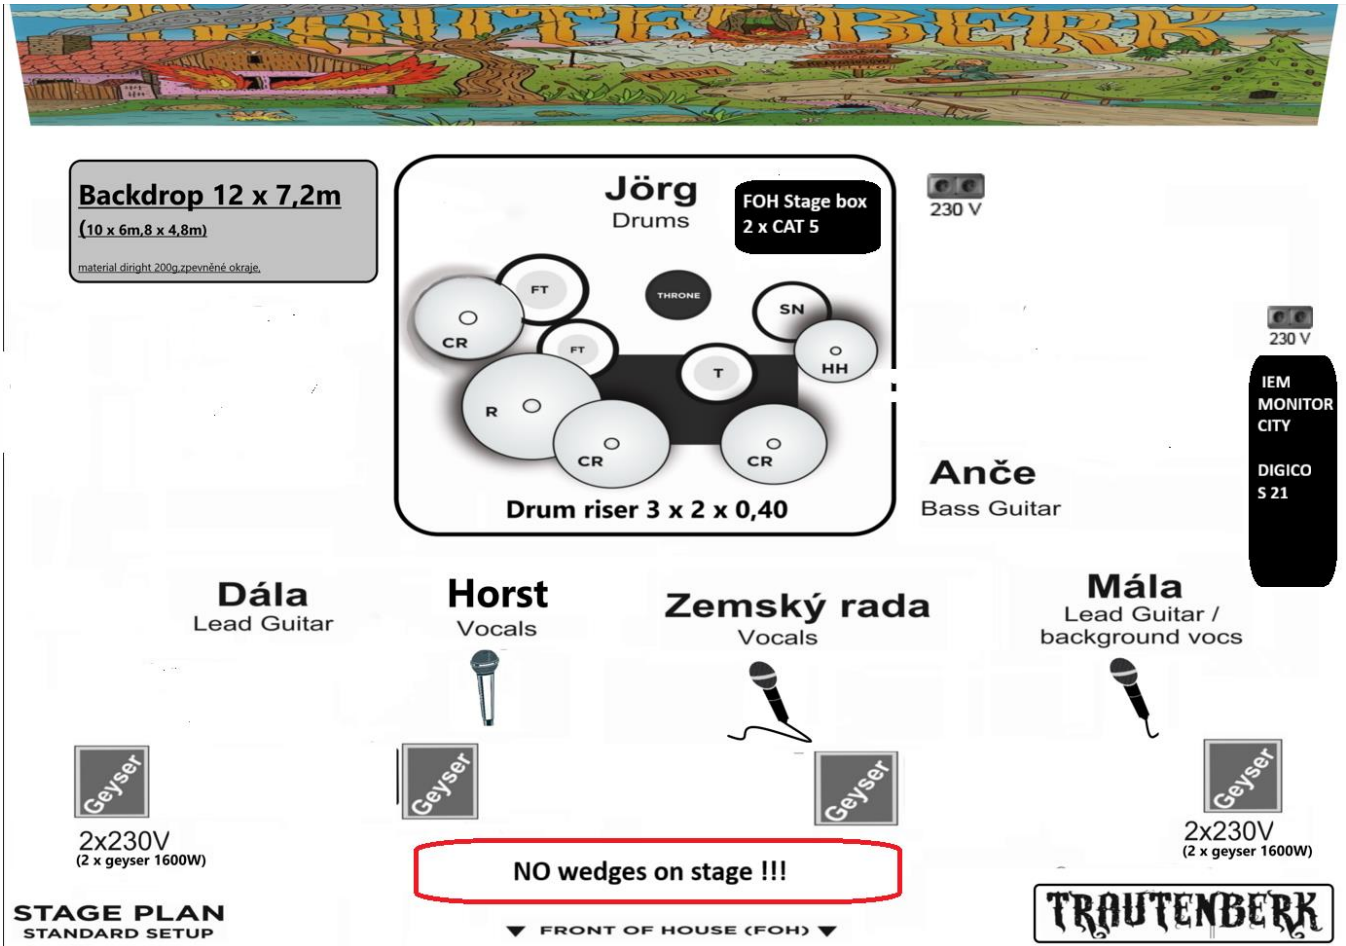 TRAUTENBERK
KLATOVY
Backdrop 12 x 7,2m
(10 x 6m,8 x 4,8m)
material diright 200g,zpevněné okraje,
Jörg
Drums
FOH Stage box
2 x CAT 5
230 V
FT
THRONE
SN
CR
FT
HH
T
R
CR
CR
Drum riser 3 x 2 x 0,40
230 V
IEM
MONITOR
CITY
DIGICO
S 21
Anče
Bass Guitar
Dála
Lead Guitar
Horst
Vocals
Zemský rada
Vocals
Mála
Lead Guitar /
background vocs
Geyser
Geyser
Geyser
Geyser
2x230V
(2 x geyser 1600W)
2x230V
(2 x geyser 1600W)
NO wedges on stage !!!
STAGE PLAN
STANDARD SETUP
▼ FRONT OF HOUSE (FOH) ▼
TRAUTENBERK